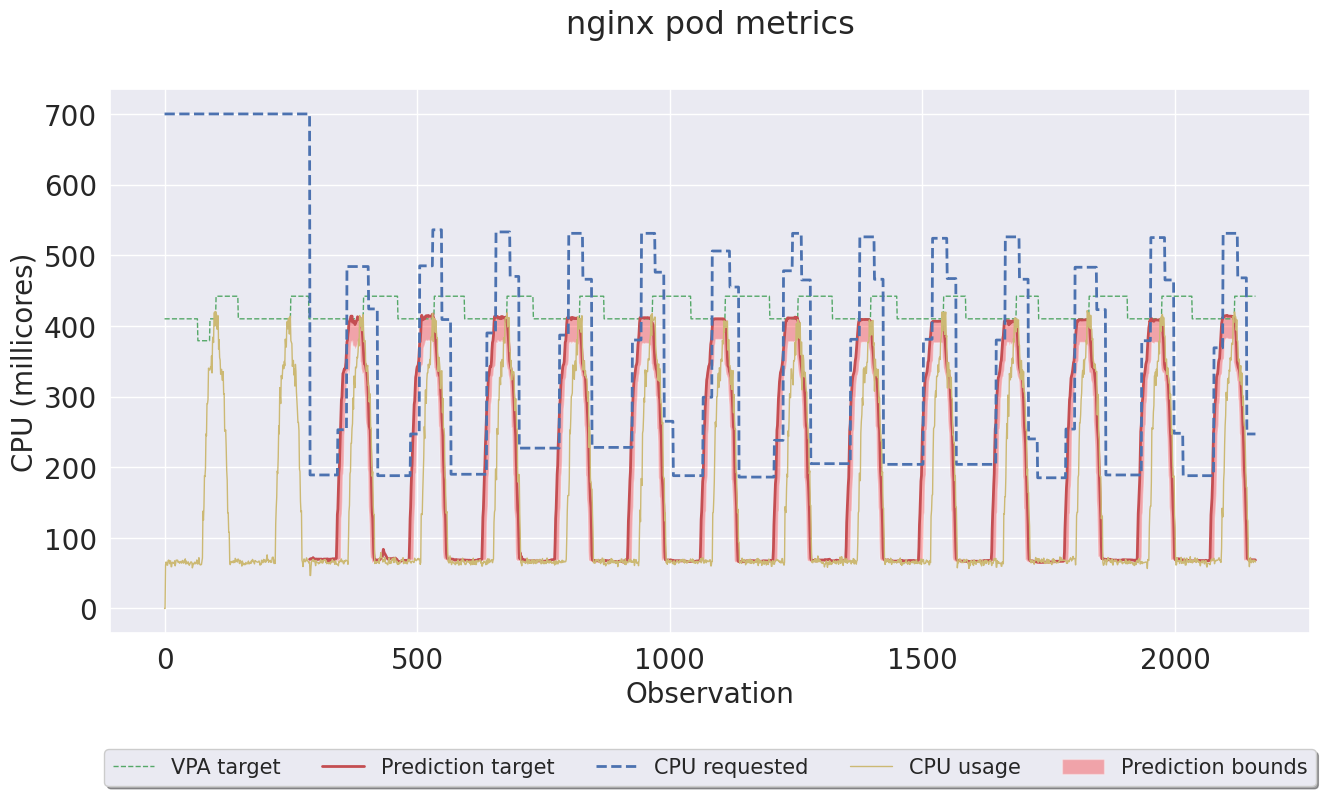 nginx pod metrics
CPU (millicores)
700
600
500
400
300
200
100
0
0 500 1000 1500 2000
Observation
VPA target Prediction target CPU requested CPU usage Prediction bounds